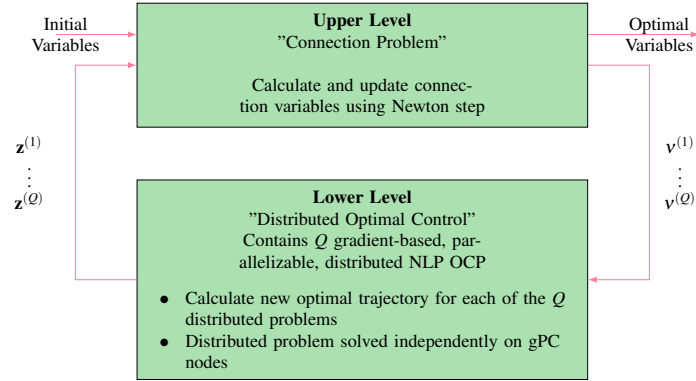 Initial
Variables
Upper Level
"Connection Problem"
Calculate and update connec-
tion variables using Newton step
Optimal
Variables
z(1)
⋮
z(Q)
ν(1)
⋮
ν(Q)
Lower Level
"Distributed Optimal Control"
Contains Q gradient-based, par-
allelizable, distributed NLP OCP
• Calculate new optimal trajectory for each of the Q
distributed problems
• Distributed problem solved independently on gPC
nodes